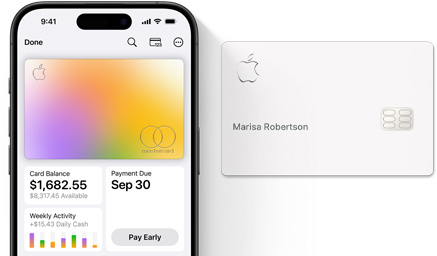 9:41
Done
Card Balance
$1,682.55
$8,317.45 Available
Payment Due
Sep 30
Weekly Activity
+$15.43 Daily Cash
Pay Early
Marisa Robertson